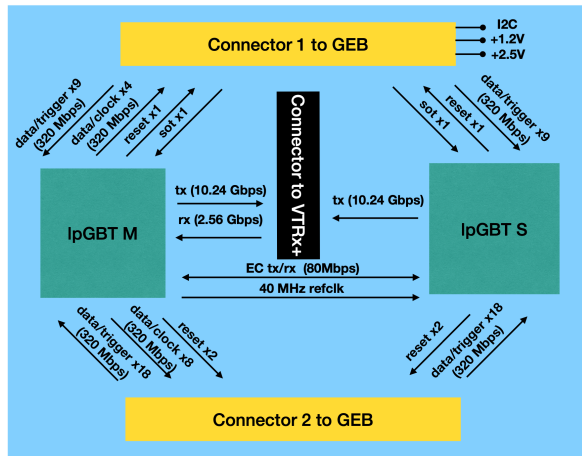 Connector 1 to GEB
I2C
+1.2V
+2.5V
data/trigger x9
(320 Mbps)
data/clock x4
(320 Mbps)
reset x1
sot x1
sot x1
reset x1
data/trigger x9
(320 Mbps)
Connector to VTRx+
lpGBT M
tx (10.24 Gbps)
rx (2.56 Gbps)
tx (10.24 Gbps)
lpGBT S
EC tx/rx (80Mbps)
40 MHz refclk
data/trigger x18
(320 Mbps)
data/clock x8
(320 Mbps)
reset x2
reset x2
data/trigger x18
(320 Mbps)
Connector 2 to GEB